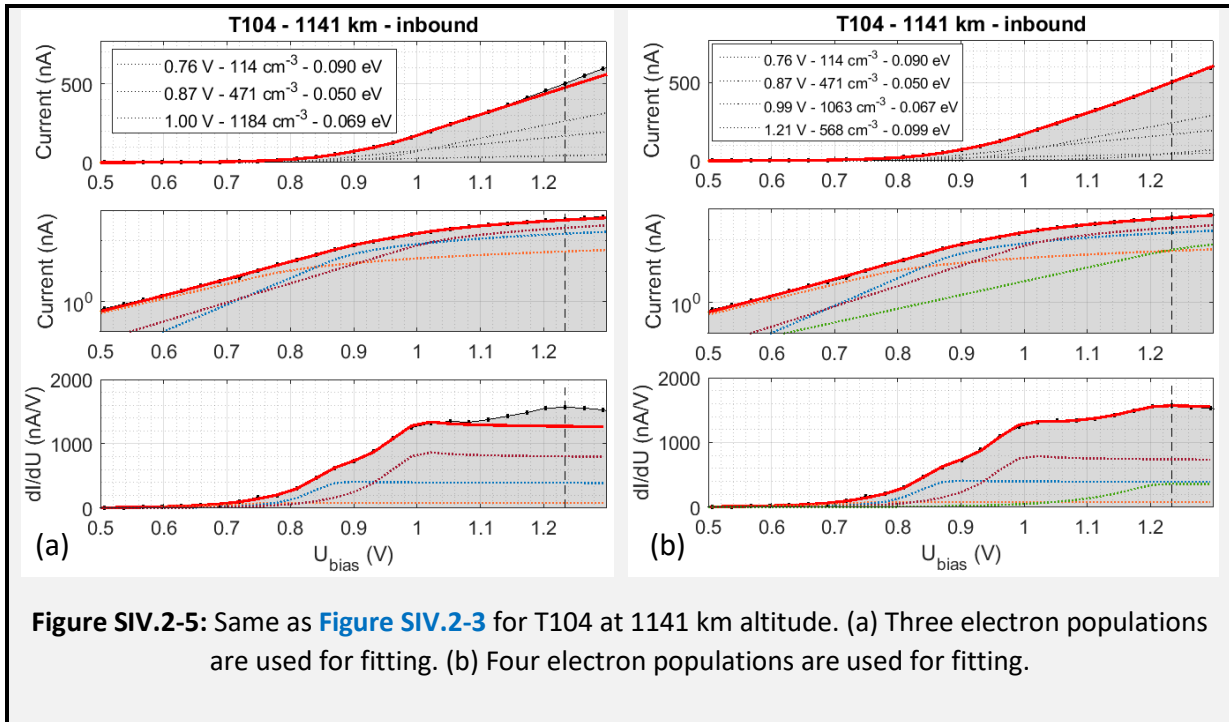 T104 - 1141 km - inbound
Current (nA)
500
0
0.76 V - 114 cm-3 - 0.090 eV
0.87 V - 471 cm-3 - 0.050 eV
1.00 V - 1184 cm-3 - 0.069 eV
0.5 0.6 0.7 0.8 0.9 1 1.1 1.2
Current (nA)
10^0
0.5 0.6 0.7 0.8 0.9 1 1.1 1.2
dI/dU (nA/V)
2000
1000
0
0.5 0.6 0.7 0.8 0.9 1 1.1 1.2
(a)
U_bias (V)
T104 - 1141 km - inbound
Current (nA)
500
0
0.76 V - 114 cm-3 - 0.090 eV
0.87 V - 471 cm-3 - 0.050 eV
0.99 V - 1063 cm-3 - 0.067 eV
1.21 V - 568 cm-3 - 0.099 eV
0.5 0.6 0.7 0.8 0.9 1 1.1 1.2
Current (nA)
10^0
0.5 0.6 0.7 0.8 0.9 1 1.1 1.2
dI/dU (nA/V)
2000
1000
0
0.5 0.6 0.7 0.8 0.9 1 1.1 1.2
(b)
U_bias (V)
Figure SIV.2-5: Same as Figure SIV.2-3 for T104 at 1141 km altitude. (a) Three electron populations
are used for fitting. (b) Four electron populations are used for fitting.